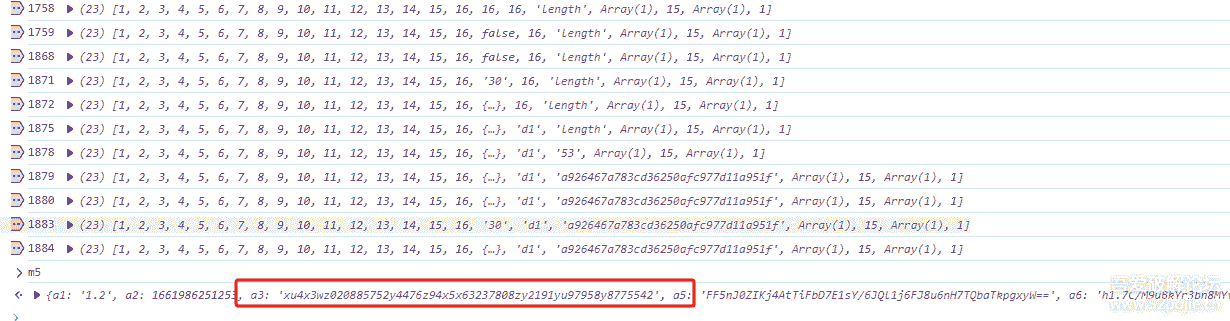 1758 ▶ (23) [1, 2, 3, 4, 5, 6, 7, 8, 9, 10, 11, 12, 13, 14, 15, 16, 16, 16, 'length', Array(1), 15, Array(1), 1]
1759 ▶ (23) [1, 2, 3, 4, 5, 6, 7, 8, 9, 10, 11, 12, 13, 14, 15, 16, false, 16, 'length', Array(1), 15, Array(1), 1]
1868 ▶ (23) [1, 2, 3, 4, 5, 6, 7, 8, 9, 10, 11, 12, 13, 14, 15, 16, false, 16, 'length', Array(1), 15, Array(1), 1]
1871 ▶ (23) [1, 2, 3, 4, 5, 6, 7, 8, 9, 10, 11, 12, 13, 14, 15, 16, '30', 16, 'length', Array(1), 15, Array(1), 1]
1872 ▶ (23) [1, 2, 3, 4, 5, 6, 7, 8, 9, 10, 11, 12, 13, 14, 15, 16, {…}, 16, 'length', Array(1), 15, Array(1), 1]
1875 ▶ (23) [1, 2, 3, 4, 5, 6, 7, 8, 9, 10, 11, 12, 13, 14, 15, 16, {…}, 'd1', 'length', Array(1), 15, Array(1), 1]
1878 ▶ (23) [1, 2, 3, 4, 5, 6, 7, 8, 9, 10, 11, 12, 13, 14, 15, 16, {…}, 'd1', '53', Array(1), 15, Array(1), 1]
1879 ▶ (23) [1, 2, 3, 4, 5, 6, 7, 8, 9, 10, 11, 12, 13, 14, 15, 16, {…}, 'd1', 'a926467a783cd36250afc977d11a951f', Array(1), 15, Array(1), 1]
1880 ▶ (23) [1, 2, 3, 4, 5, 6, 7, 8, 9, 10, 11, 12, 13, 14, 15, 16, {…}, 'd1', 'a926467a783cd36250afc977d11a951f', Array(1), 15, Array(1), 1]
1883 ▶ (23) [1, 2, 3, 4, 5, 6, 7, 8, 9, 10, 11, 12, 13, 14, 15, 16, '30', 'd1', 'a926467a783cd36250afc977d11a951f', Array(1), 15, Array(1), 1]
1884 ▶ (23) [1, 2, 3, 4, 5, 6, 7, 8, 9, 10, 11, 12, 13, 14, 15, 16, {…}, 'd1', 'a926467a783cd36250afc977d11a951f', Array(1), 15, Array(1), 1]
> m5
▶ {a1: '1.2', a2: 1661986251253, a3: 'xu4x3wz020885752y4476z94x5x63237808zy2191yu97958y8775542', a5: 'FF5nJ0ZIKj4AtTifbD7E1sY/6JQl1j6FJ8u6nH7TQbaTkpgxyW==', a6:
吾爱破解论坛
www.52pojie.cn